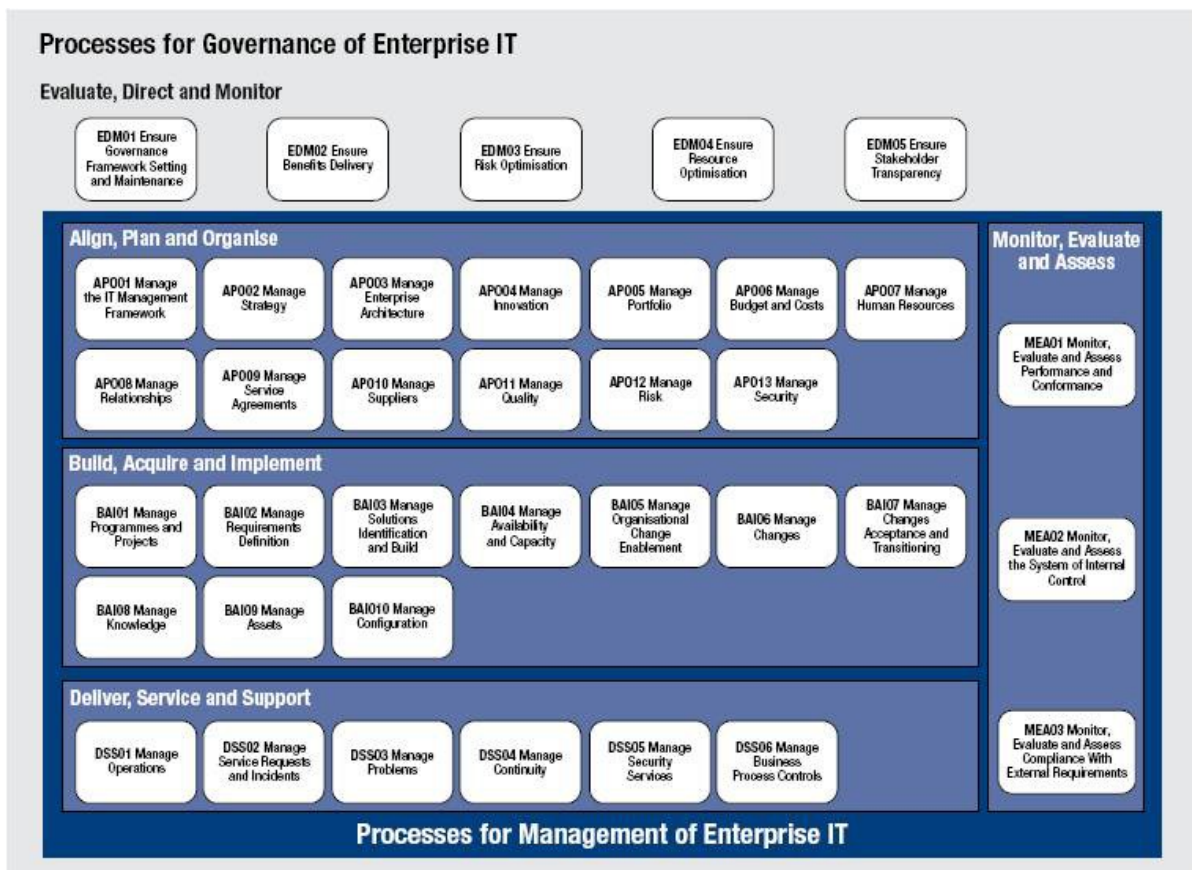 Processes for Governance of Enterprise IT
Evaluate, Direct and Monitor
EDM01 Ensure
Governance
Framework Setting
and Maintenance
EDM02 Ensure
Benefits Delivery
EDM03 Ensure
Risk Optimisation
EDM04 Ensure
Resource
Optimisation
EDM05 Ensure
Stakeholder
Transparency
Align, Plan and Organise
APO01 Manage
the IT Management
Framework
APO02 Manage
Strategy
APO03 Manage
Enterprise
Architecture
APO04 Manage
Innovation
APO05 Manage
Portfolio
APO06 Manage
Budget and Costs
APO07 Manage
Human Resources
APO08 Manage
Relationships
APO09 Manage
Service
Agreements
APO10 Manage
Suppliers
APO11 Manage
Quality
APO12 Manage
Risk
APO13 Manage
Security
Build, Acquire and Implement
BAI01 Manage
Programmes and
Projects
BAI02 Manage
Requirements
Definition
BAI03 Manage
Solutions
Identification
and Build
BAI04 Manage
Availability
and Capacity
BAI05 Manage
Organisational
Change
Enablement
BAI06 Manage
Changes
BAI07 Manage
Changes
Acceptance and
Transitioning
BAI08 Manage
Knowledge
BAI09 Manage
Assets
BAIO10 Manage
Configuration
Deliver, Service and Support
DSS01 Manage
Operations
DSS02 Manage
Service Requests
and Incidents
DSS03 Manage
Problems
DSS04 Manage
Continuity
DSS05 Manage
Security
Services
DSS06 Manage
Business
Process Controls
Monitor, Evaluate
and Assess
MEA01 Monitor,
Evaluate and Assess
Performance and
Conformance
MEA02 Monitor,
Evaluate and Assess
the System of Internal
Control
MEA03 Monitor,
Evaluate and Assess
Compliance With
External Requirements
Processes for Management of Enterprise IT